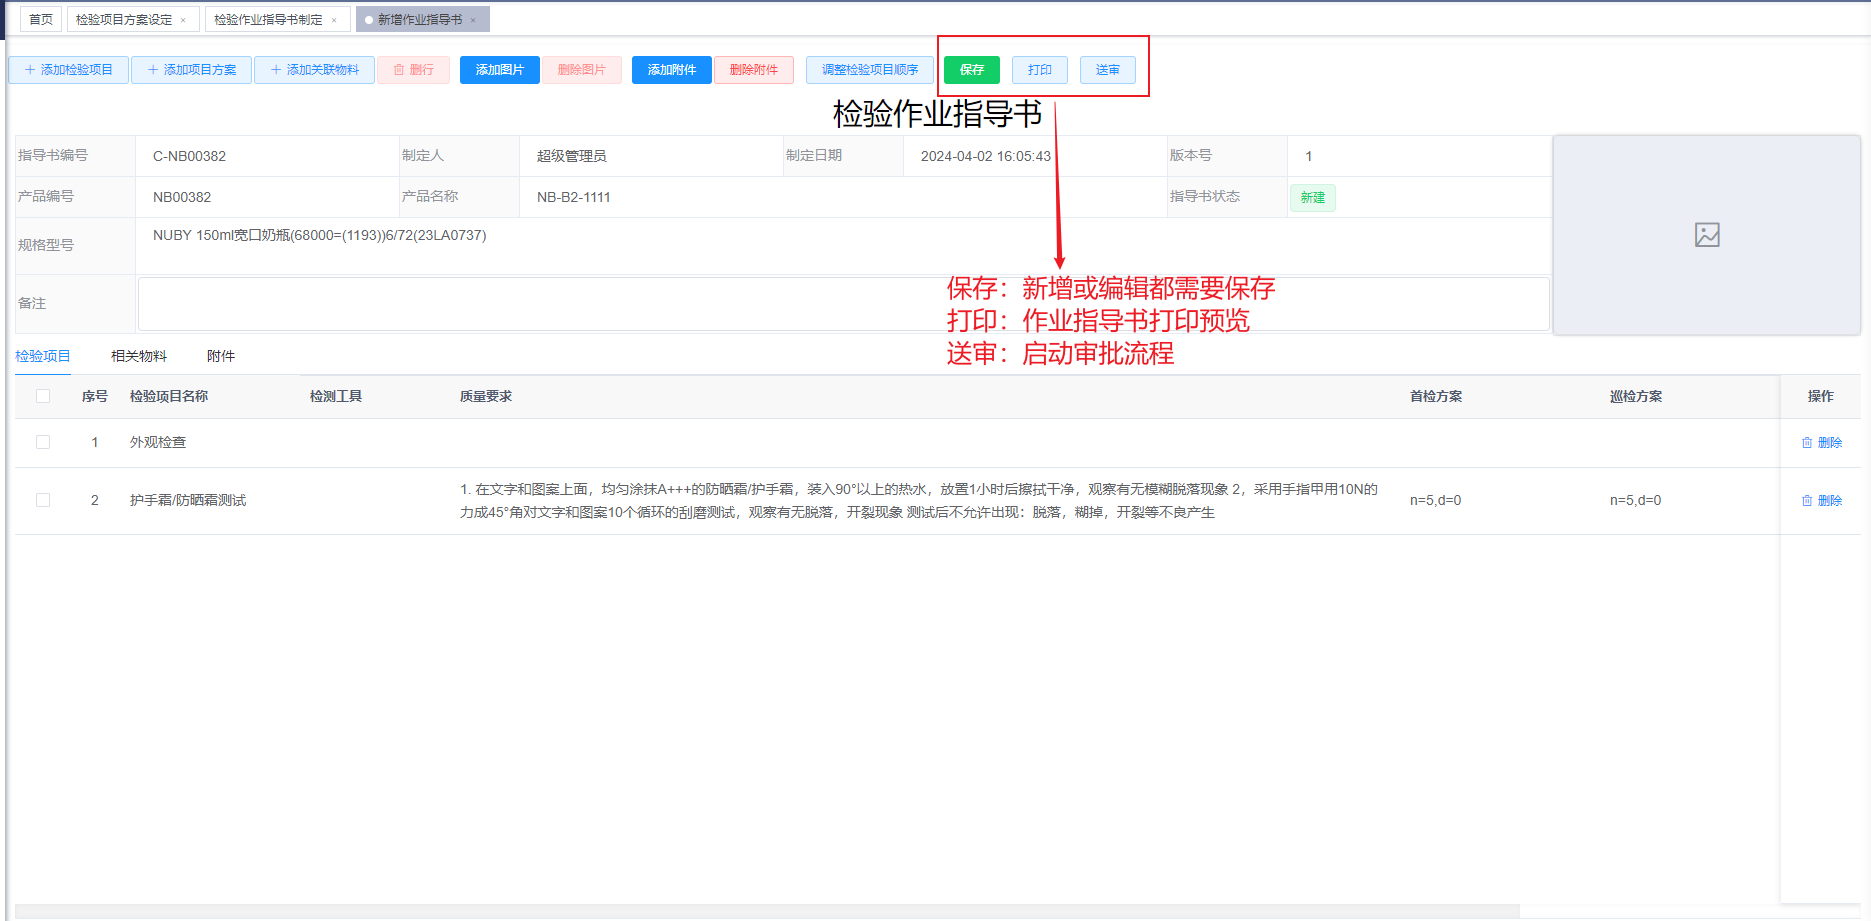 首页 检验项目方案设定 × 检验作业指导书制定 × 新增作业指导书 ×
+ 添加检验项目 + 添加项目方案 + 添加关联物料 删行 添加图片 删除图片 添加附件 删除附件 调整检验项目顺序 保存 打印 送审
检验作业指导书
指导书编号 C-NB00382 制定人 超级管理员 制定日期 2024-04-02 16:05:43 版本号 1
产品编号 NB00382 产品名称 NB-B2-1111 指导书状态 新建
规格型号 NUBY 150ml宽口奶瓶(68000=(1193))6/72(23LA0737)
备注
保存：新增或编辑都需要保存
打印：作业指导书打印预览
送审：启动审批流程
检验项目 相关物料 附件
序号 检验项目名称 检测工具 质量要求 首检方案 巡检方案 操作
1 外观检查 删除
2 护手霜/防晒霜测试 1. 在文字和图案上面，均匀涂抹A+++的防晒霜/护手霜，装入90°以上的热水，放置1小时后擦拭干净，观察有无模糊脱落现象 2，采用手指甲用10N的 n=5,d=0 n=5,d=0 删除
力成45°角对文字和图案10个循环的刮磨测试，观察有无脱落，开裂现象 测试后不允许出现：脱落，糊掉，开裂等不良产生